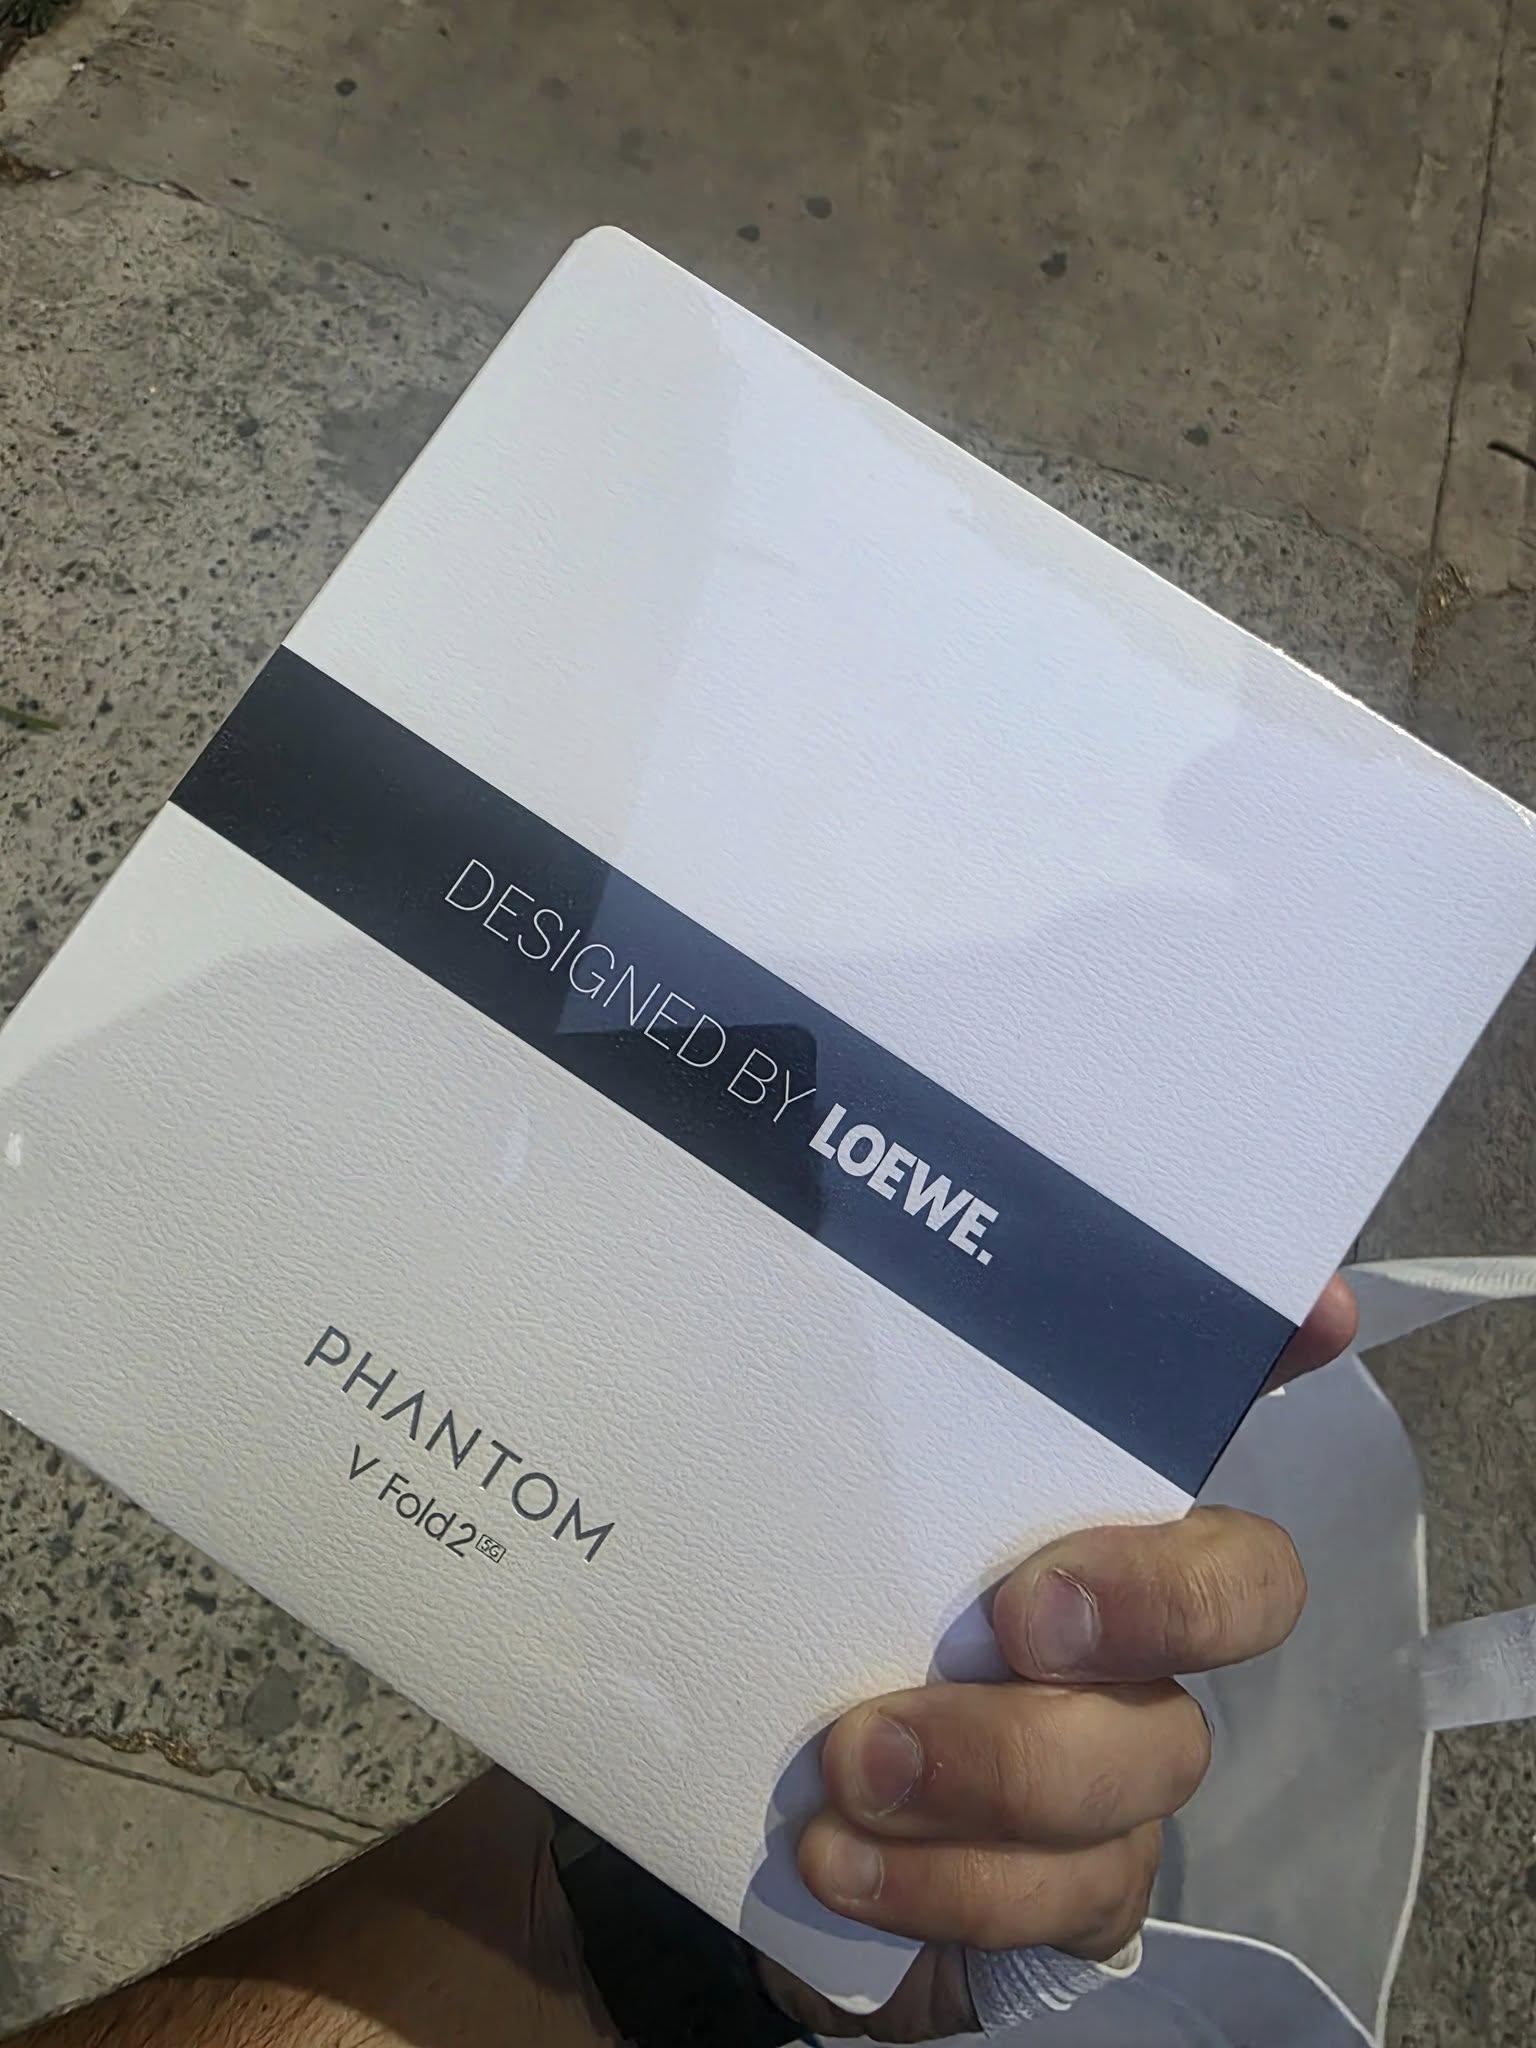 DESIGNED BY LOEWE.
PHANTOM
V Fold2 5G